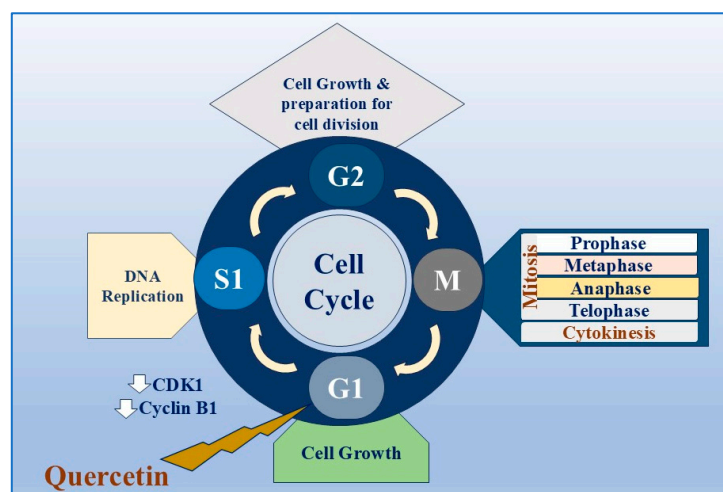 Cell Growth &
preparation for
cell division
G2
DNA
Replication
S1
Cell
Cycle
M
Mitosis
Prophase
Metaphase
Anaphase
Telophase
Cytokinesis
CDK1
Cyclin B1
G1
Cell Growth
Quercetin